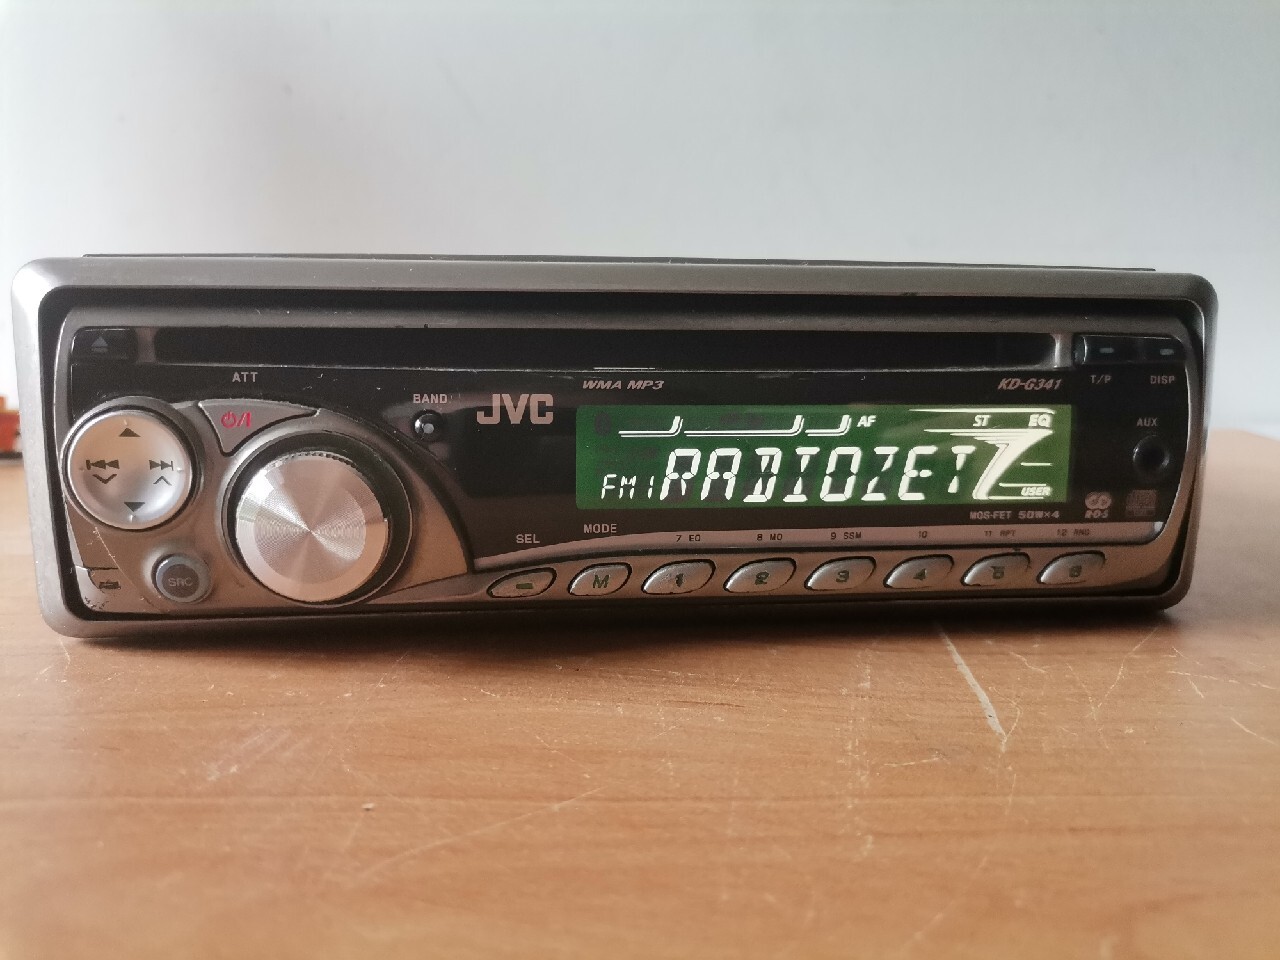 ATT
WMA MP3
KD-G341
T/P
DISP
BAND
JVC
AUX
AF
ST
EQ
FM1
RADIOZET
USER
MOS-FET 50W×4
R·D·S
SEL
MODE
7 EQ
8 MO
9 SSM
10
11 RPT
12 RND
SRC
M
1
2
3
4
5
6